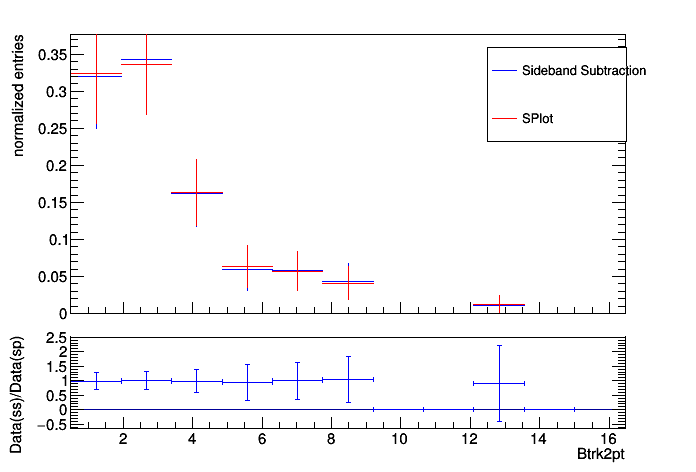 normalized entries
0.35
0.3
0.25
0.2
0.15
0.1
0.05
0
Sideband Subtraction
SPlot
Data(ss)/Data(sp)
2.5
2
1.5
1
0.5
0
−0.5
2 4 6 8 10 12 14 16
Btrk2pt